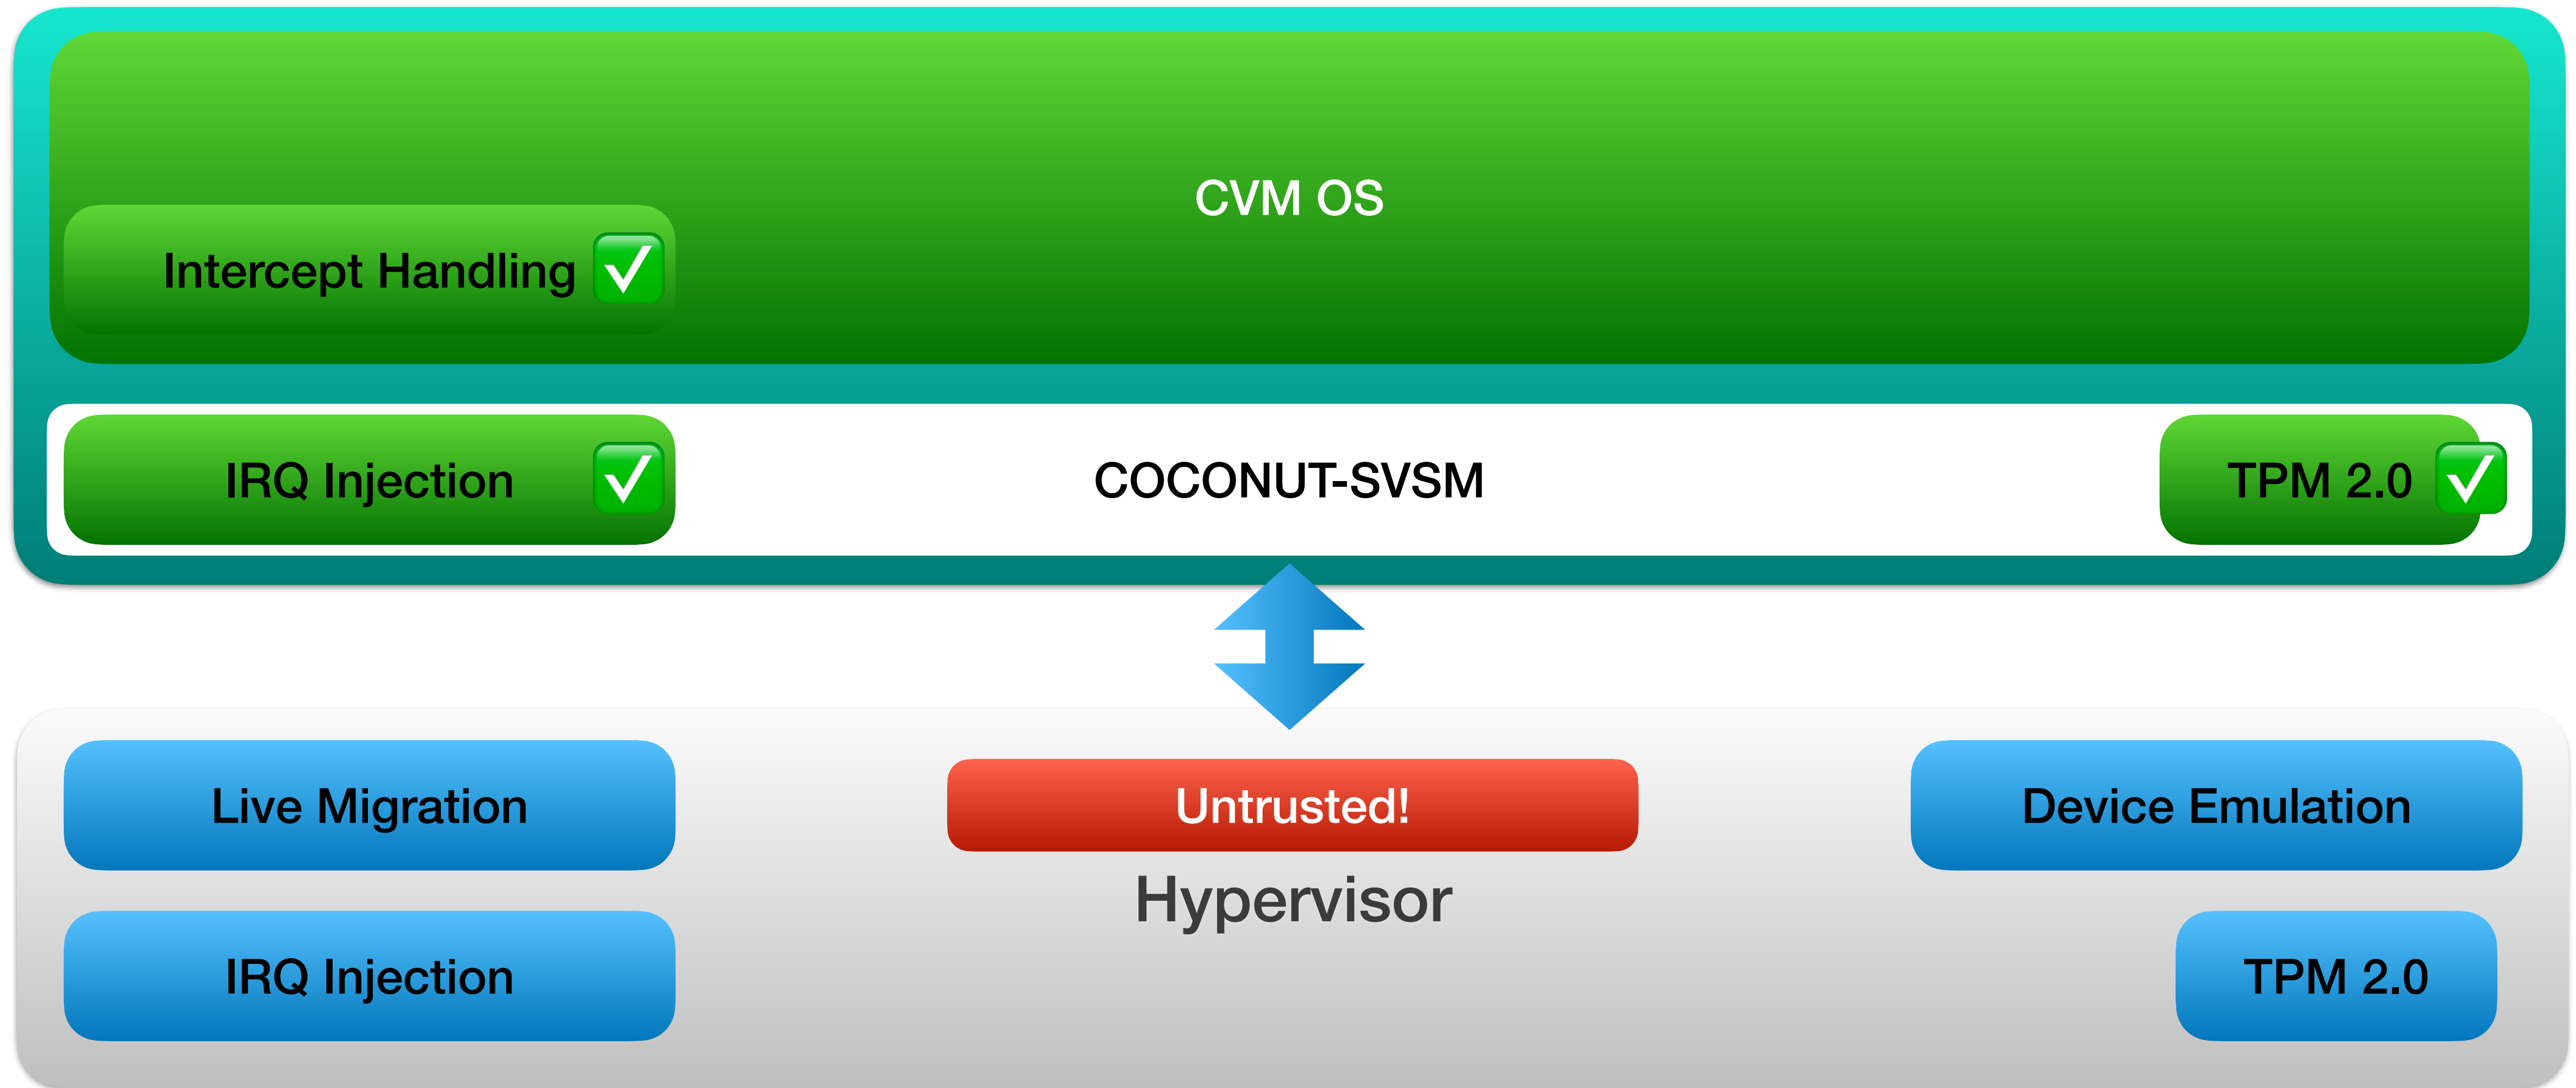 CVM OS
Intercept Handling ✅
IRQ Injection ✅
COCONUT-SVSM
TPM 2.0 ✅
Live Migration
Untrusted!
Device Emulation
Hypervisor
IRQ Injection
TPM 2.0